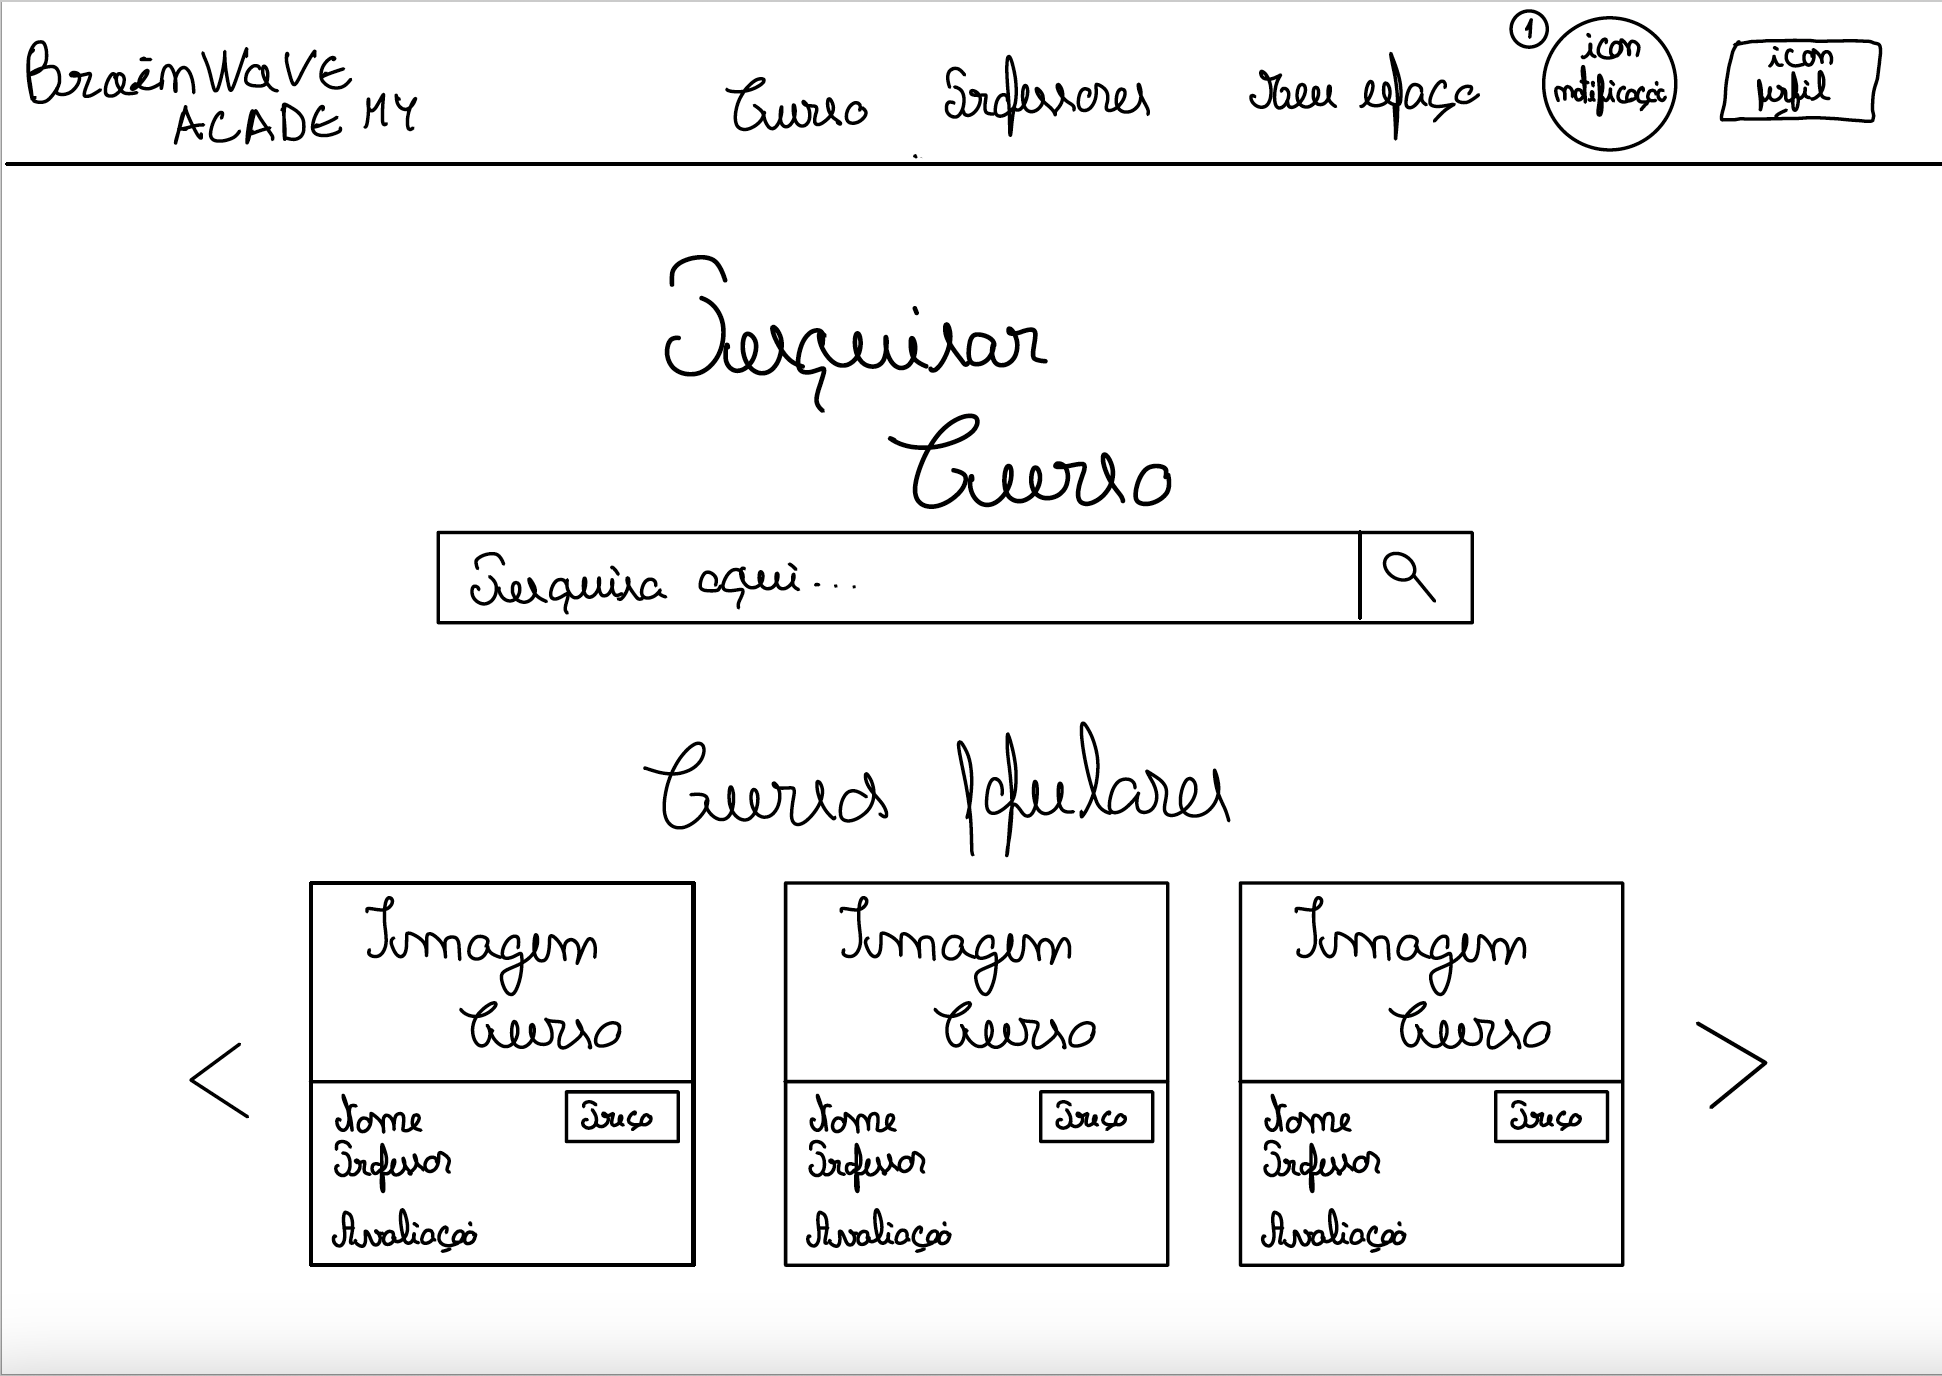 BrainWave
ACADEMY
Curso Professores Meu espaço 1 icon notificação icon perfil
Pesquisar
Curso
Pesquisa aqui...
Cursos populares
Imagem
Curso
Nome Preço
Professor
Avaliação
Imagem
Curso
Nome Preço
Professor
Avaliação
Imagem
Curso
Nome Preço
Professor
Avaliação